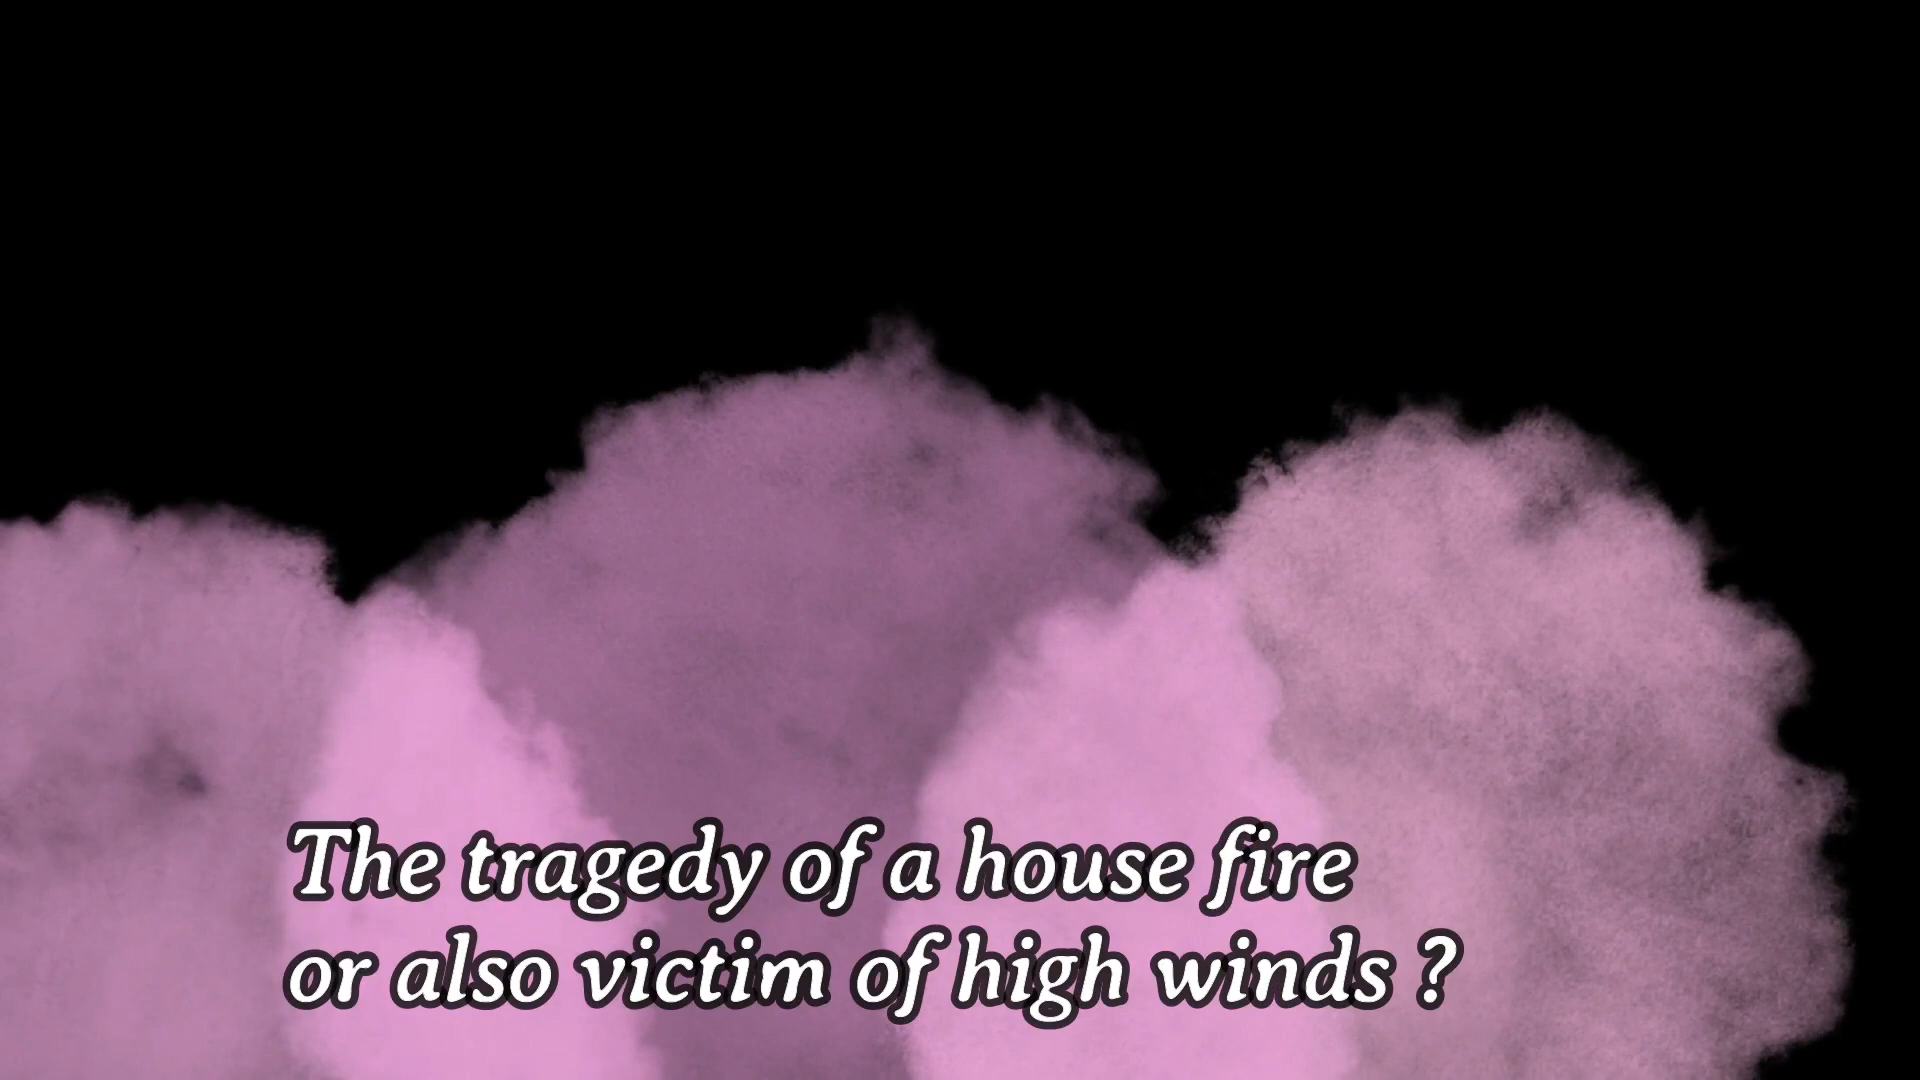 The tragedy of a house fire
or also victim of high winds ?